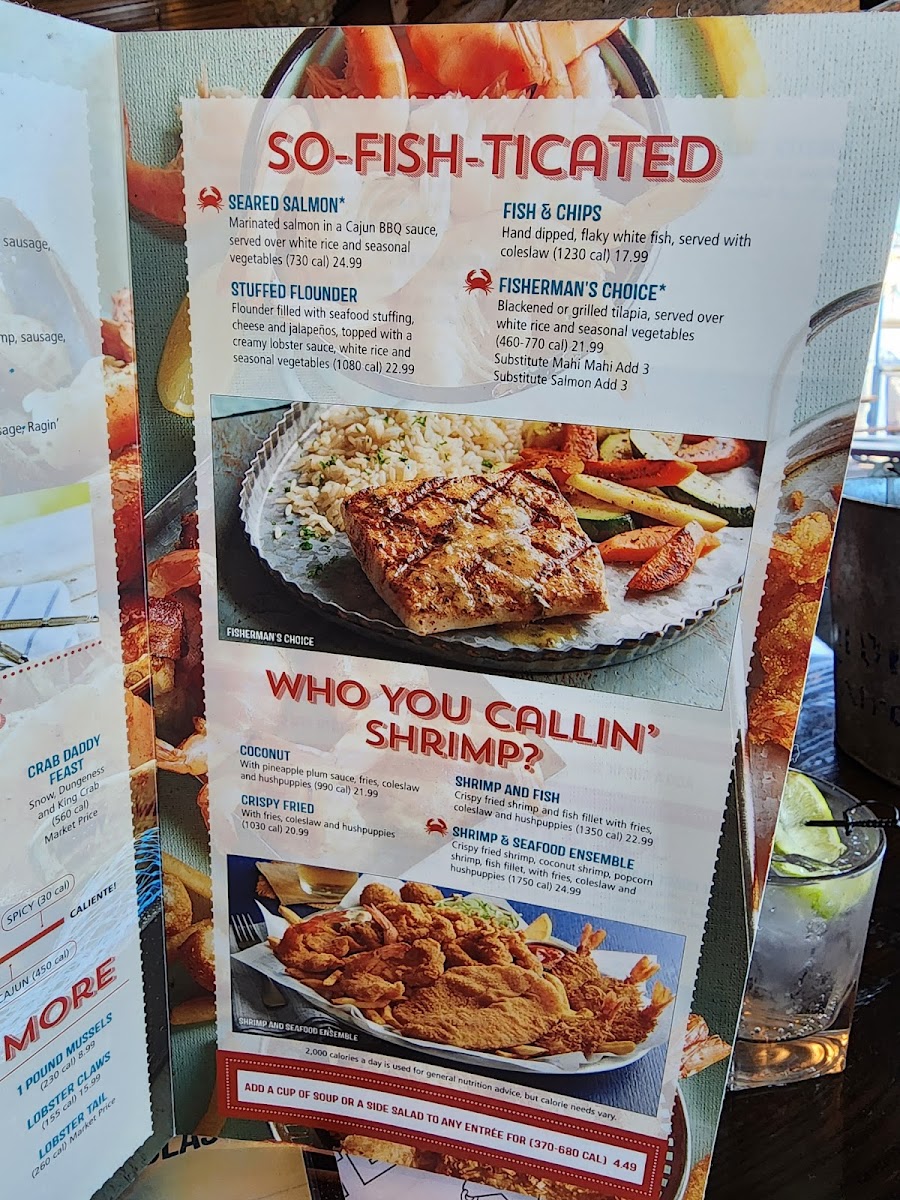 sausage,
mp, sausage,
sage, Ragin'
CRAB DADDY
FEAST
Snow, Dungeness
and King Crab
(560 cal)
Market Price
SPICY (30 cal)
CALIENTE!
CAJUN (450 cal)
MORE
1 POUND MUSSELS
(230 cal) 8.99
LOBSTER CLAWS
(155 cal) 15.99
LOBSTER TAIL
(260 cal) Market Price
SO-FISH-TICATED
SEARED SALMON*
Marinated salmon in a Cajun BBQ sauce,
served over white rice and seasonal
vegetables (730 cal) 24.99
STUFFED FLOUNDER
Flounder filled with seafood stuffing,
cheese and jalapeños, topped with a
creamy lobster sauce, white rice and
seasonal vegetables (1080 cal) 22.99
FISH & CHIPS
Hand dipped, flaky white fish, served with
coleslaw (1230 cal) 17.99
FISHERMAN'S CHOICE*
Blackened or grilled tilapia, served over
white rice and seasonal vegetables
(460-770 cal) 21.99
Substitute Mahi Mahi Add 3
Substitute Salmon Add 3
FISHERMAN'S CHOICE
WHO YOU CALLIN'
SHRIMP?
COCONUT
With pineapple plum sauce, fries, coleslaw
and hushpuppies (990 cal) 21.99
CRISPY FRIED
With fries, coleslaw and hushpuppies
(1030 cal) 20.99
SHRIMP AND FISH
Crispy fried shrimp and fish fillet with fries,
coleslaw and hushpuppies (1350 cal) 22.99
SHRIMP & SEAFOOD ENSEMBLE
Crispy fried shrimp, coconut shrimp, popcorn
shrimp, fish fillet, with fries, coleslaw and
hushpuppies (1750 cal) 24.99
SHRIMP AND SEAFOOD ENSEMBLE
2,000 calories a day is used for general nutrition advice, but calorie needs vary.
ADD A CUP OF SOUP OR A SIDE SALAD TO ANY ENTRÉE FOR (370-680 CAL) 4.49